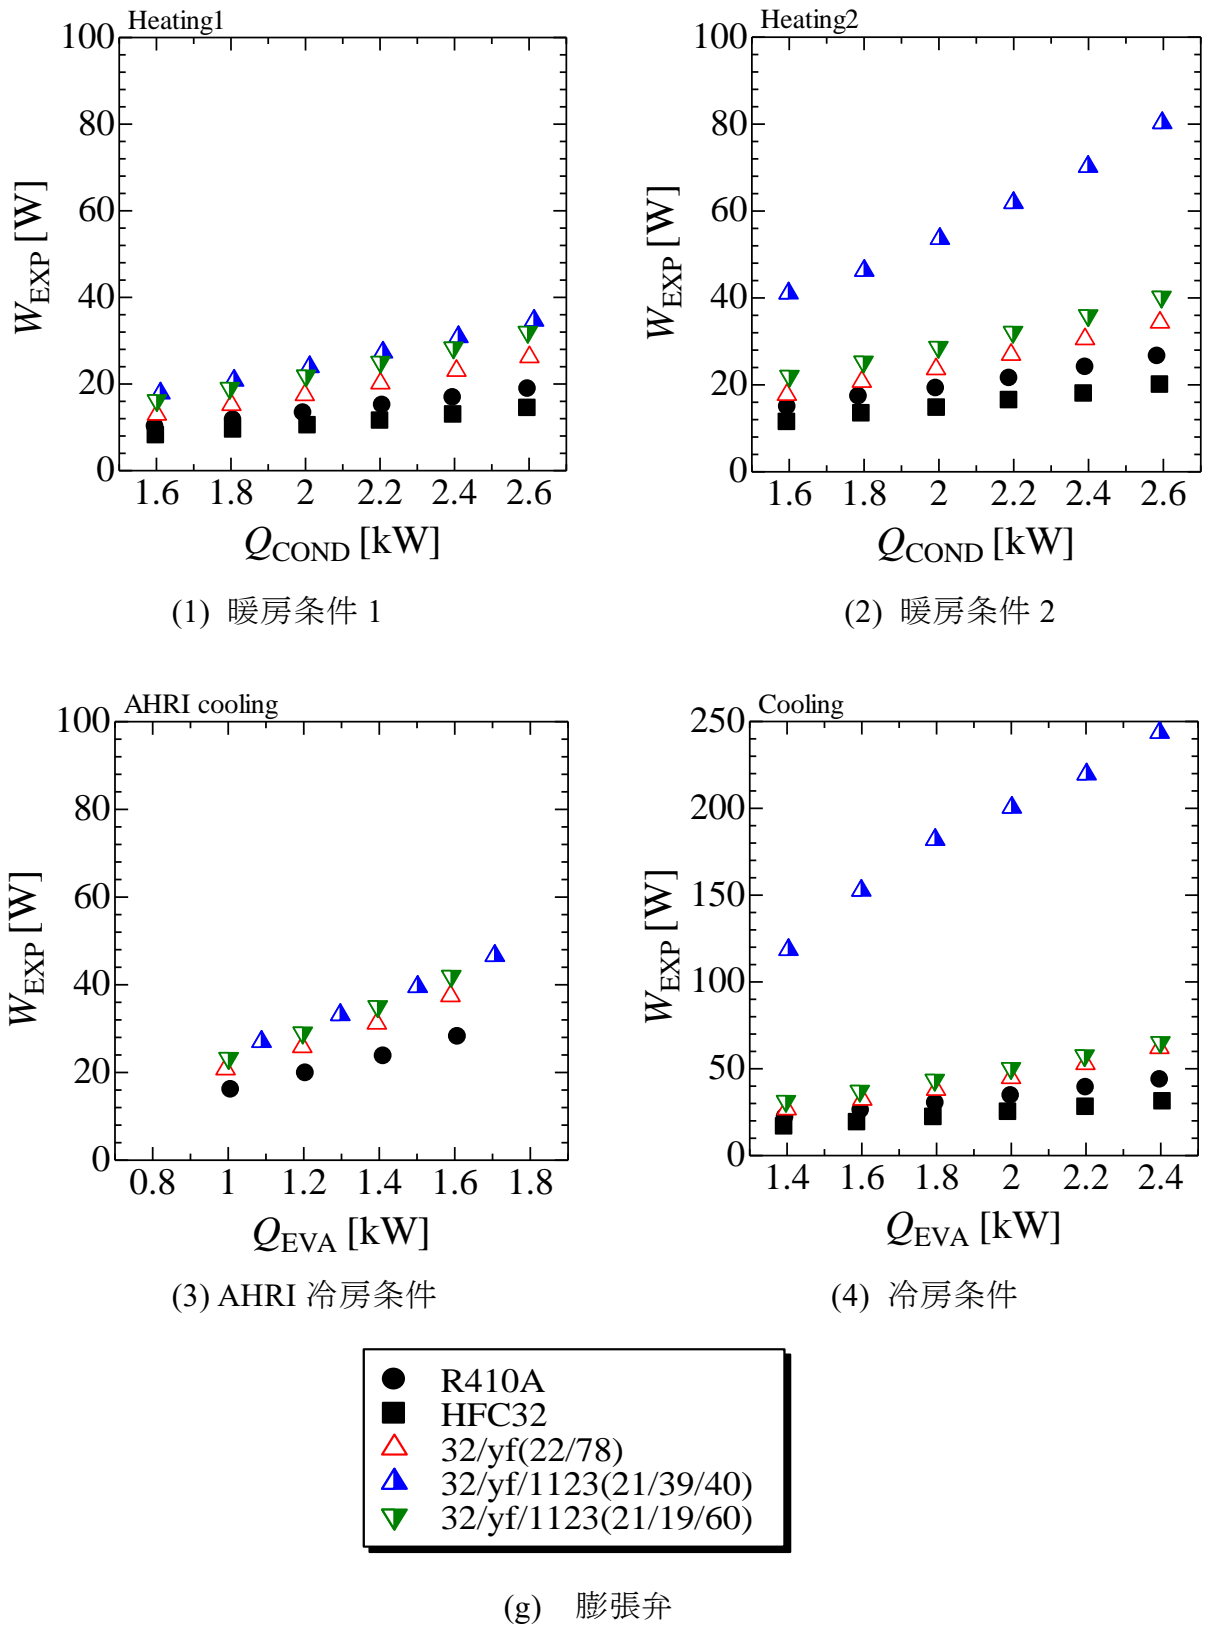 Heating1
100
80
60
40
20
0
W_EXP [W]
1.6 1.8 2 2.2 2.4 2.6
Q_COND [kW]
(1) 暖房条件 1
Heating2
100
80
60
40
20
0
W_EXP [W]
1.6 1.8 2 2.2 2.4 2.6
Q_COND [kW]
(2) 暖房条件 2
AHRI cooling
100
80
60
40
20
0
W_EXP [W]
0.8 1 1.2 1.4 1.6 1.8
Q_EVA [kW]
(3) AHRI 冷房条件
Cooling
250
200
150
100
50
0
W_EXP [W]
1.4 1.6 1.8 2 2.2 2.4
Q_EVA [kW]
(4) 冷房条件
R410A
HFC32
32/yf(22/78)
32/yf/1123(21/39/40)
32/yf/1123(21/19/60)
(g) 膨張弁